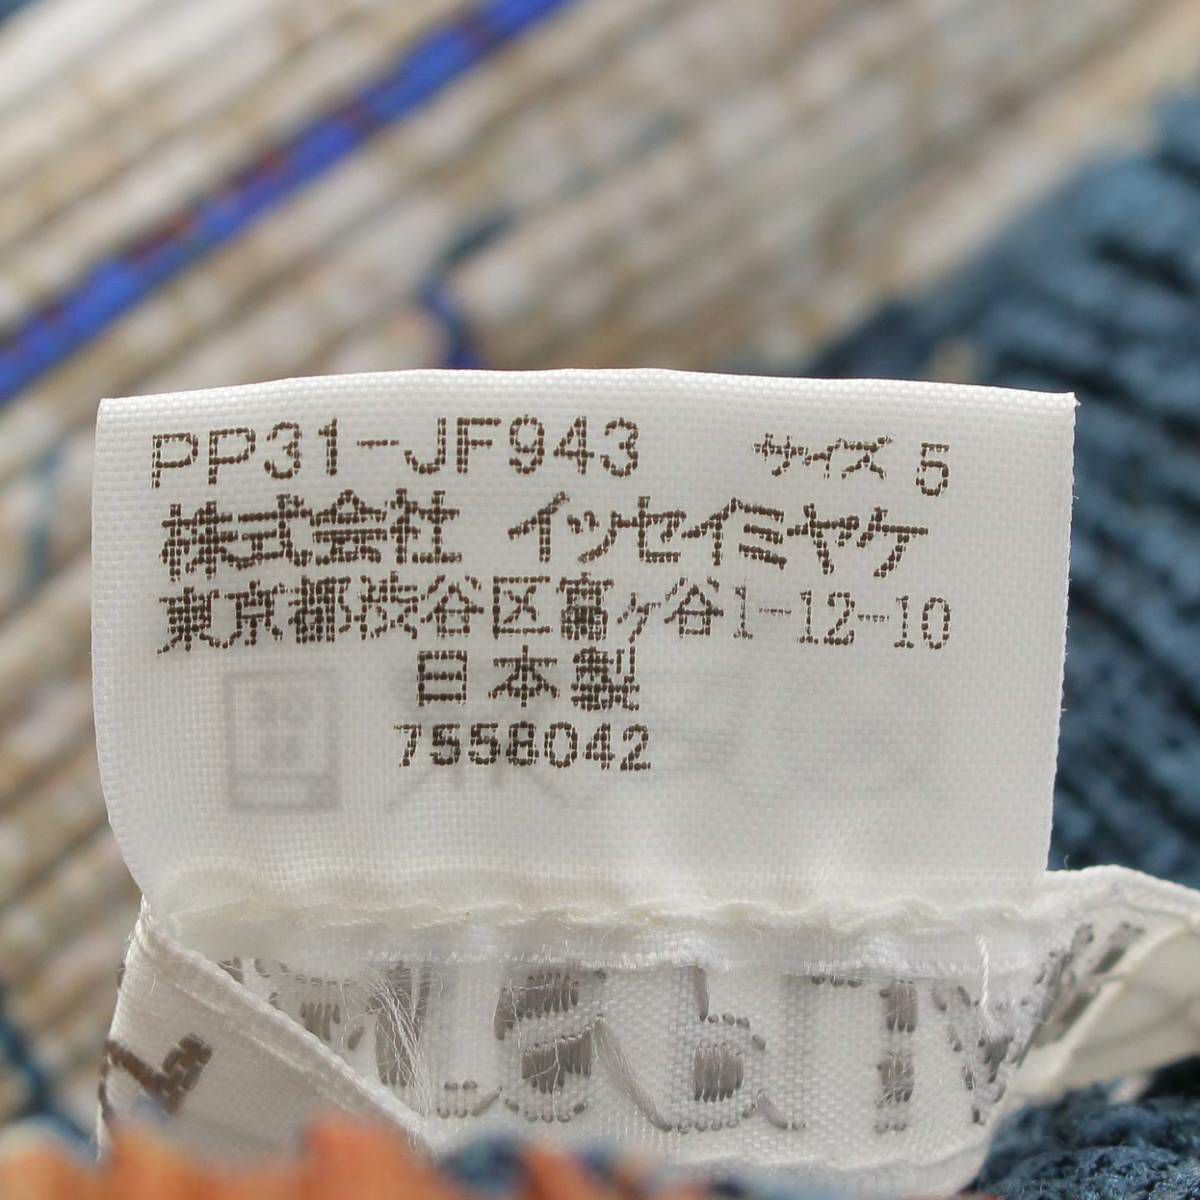 PP31-JF943 サイズ 5
株式会社 イッセイミヤケ
東京都渋谷区富ヶ谷1-12-10
日本製
7558042